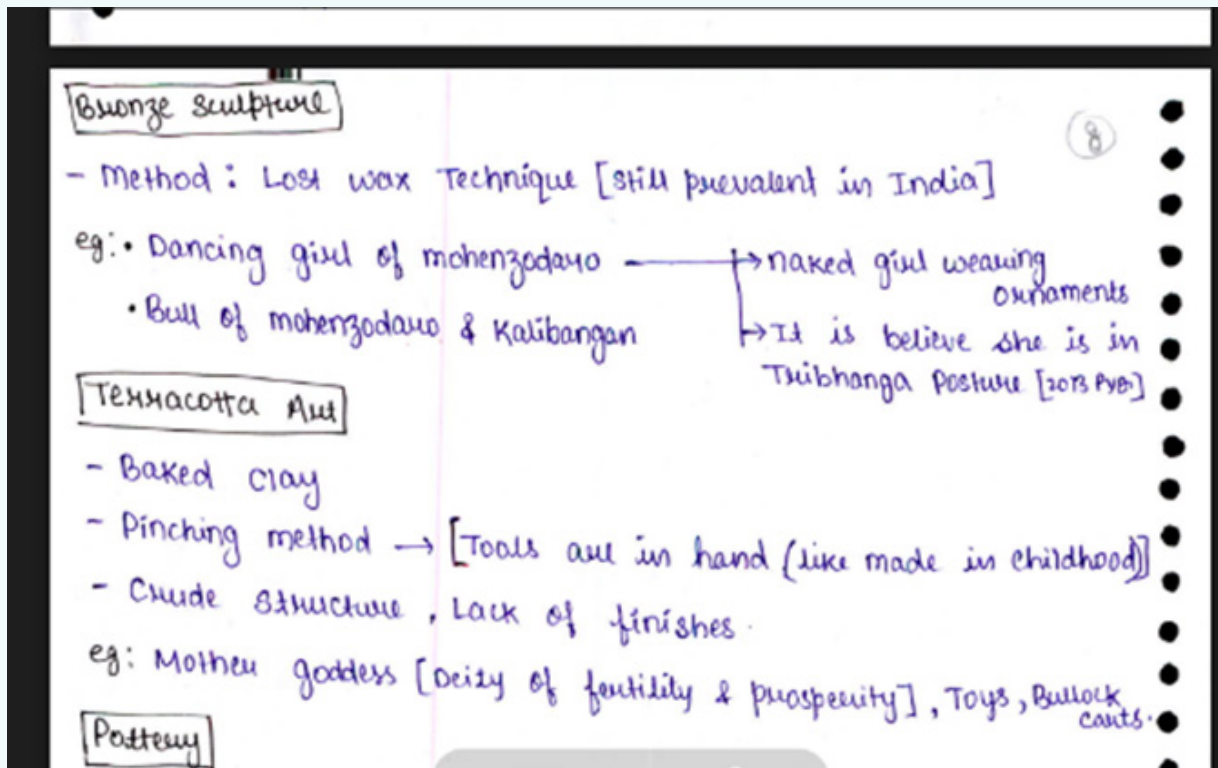 Bronze Sculpture
8
- Method : Lost wax Technique [still prevalent in India]
eg: • Dancing girl of mohenzodaro → naked girl wearing
ornaments
• Bull of mohenzodaro & Kalibangan
→ It is believe she is in
Tribhanga Posture [2013 PYQ]
Terracotta Art
- Baked clay
- Pinching method → [Tools are in hand (like made in childhood)]
- Crude structure, Lack of finishes.
eg: Mother goddess [Deity of fertility & prosperity], Toys, Bullock
carts.
Pottery